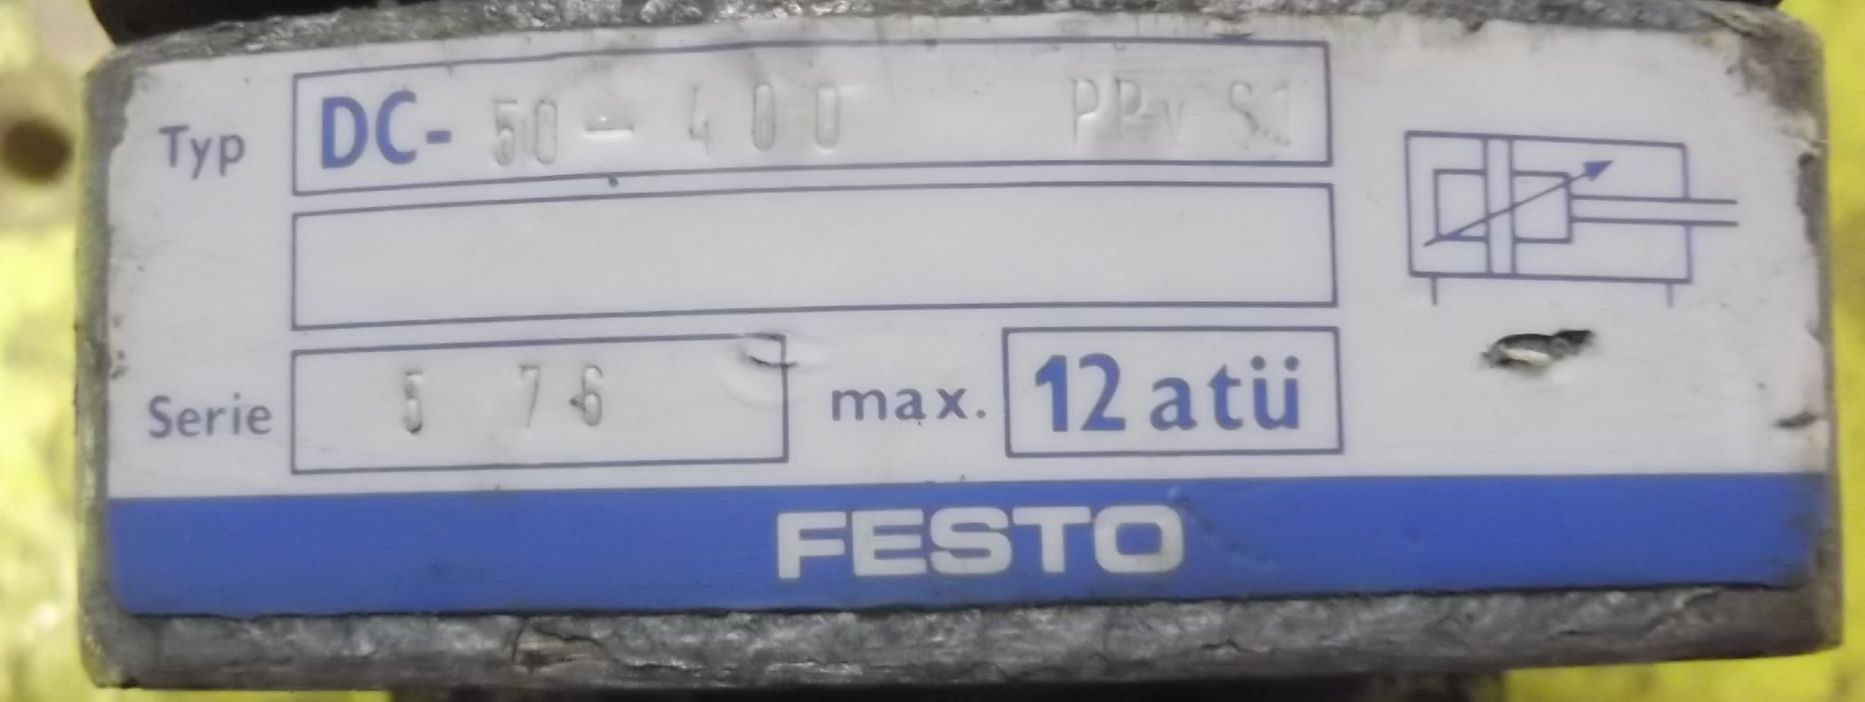 Typ DC-50-400 PPv S1
Serie 5 76 max. 12 atü
FESTO